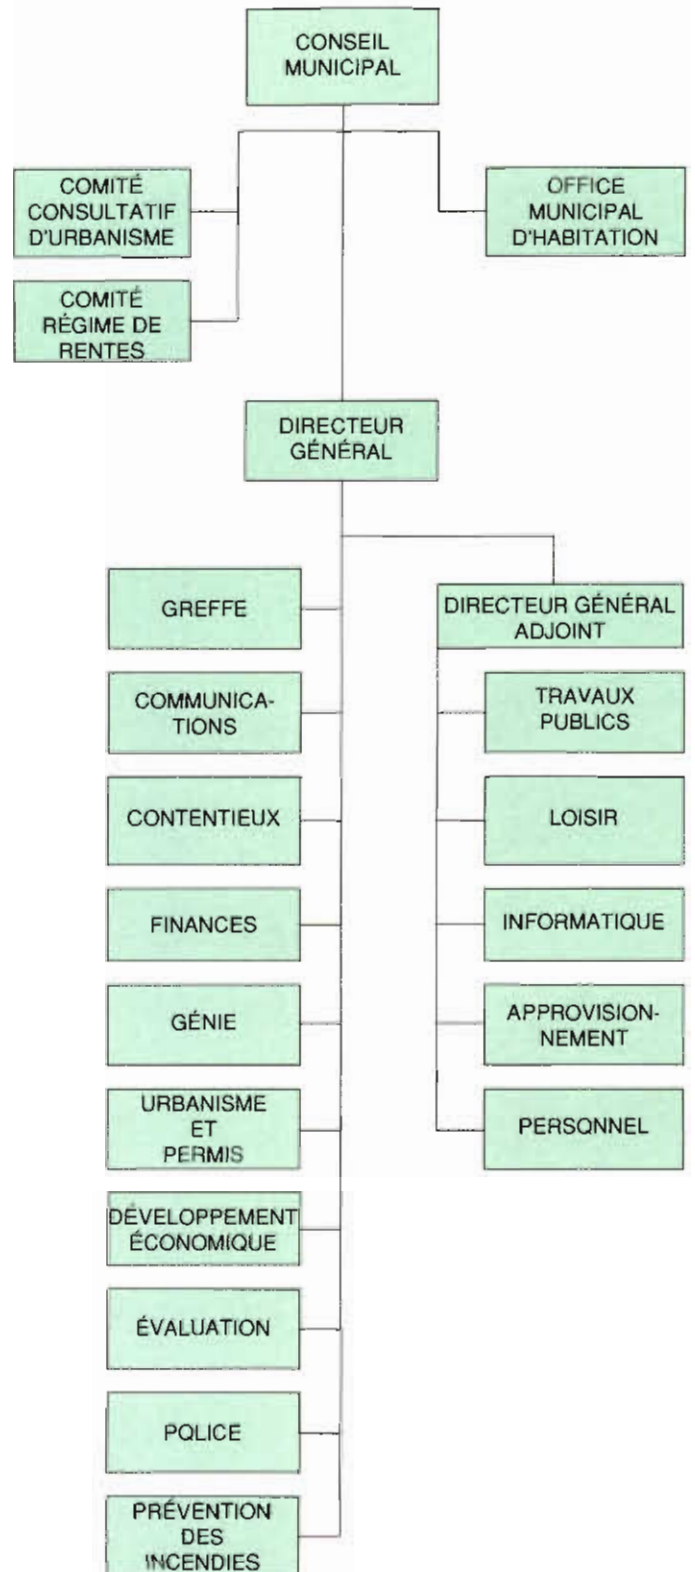 CONSEIL
MUNICIPAL
COMITÉ
CONSULTATIF
D'URBANISME
OFFICE
MUNICIPAL
D'HABITATION
COMITÉ
RÉGIME DE
RENTES
DIRECTEUR
GÉNÉRAL
GREFFE
DIRECTEUR GÉNÉRAL
ADJOINT
COMMUNICA-
TIONS
TRAVAUX
PUBLICS
CONTENTIEUX
LOISIR
FINANCES
INFORMATIQUE
GÉNIE
APPROVISION-
NEMENT
URBANISME
ET
PERMIS
PERSONNEL
DÉVELOPPEMENT
ÉCONOMIQUE
ÉVALUATION
POLICE
PRÉVENTION
DES
INCENDIES